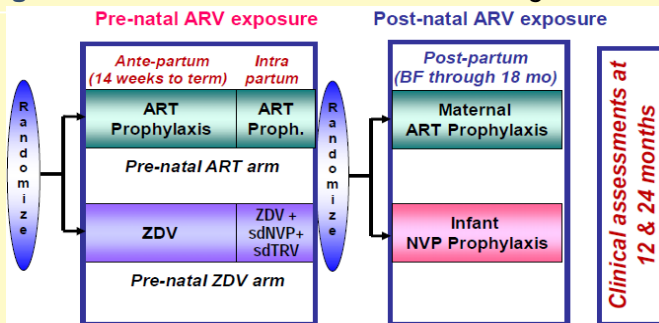 Pre-natal ARV exposure
Post-natal ARV exposure
Ante-partum
(14 weeks to term)
Intra
partum
Post-partum
(BF through 18 mo)
Randomize
ART
Prophylaxis
ART
Proph.
Pre-natal ART arm
ZDV
ZDV +
sdNVP+
sdTRV
Pre-natal ZDV arm
Randomize
Maternal
ART Prophylaxis
Infant
NVP Prophylaxis
Clinical assessments at
12 & 24 months